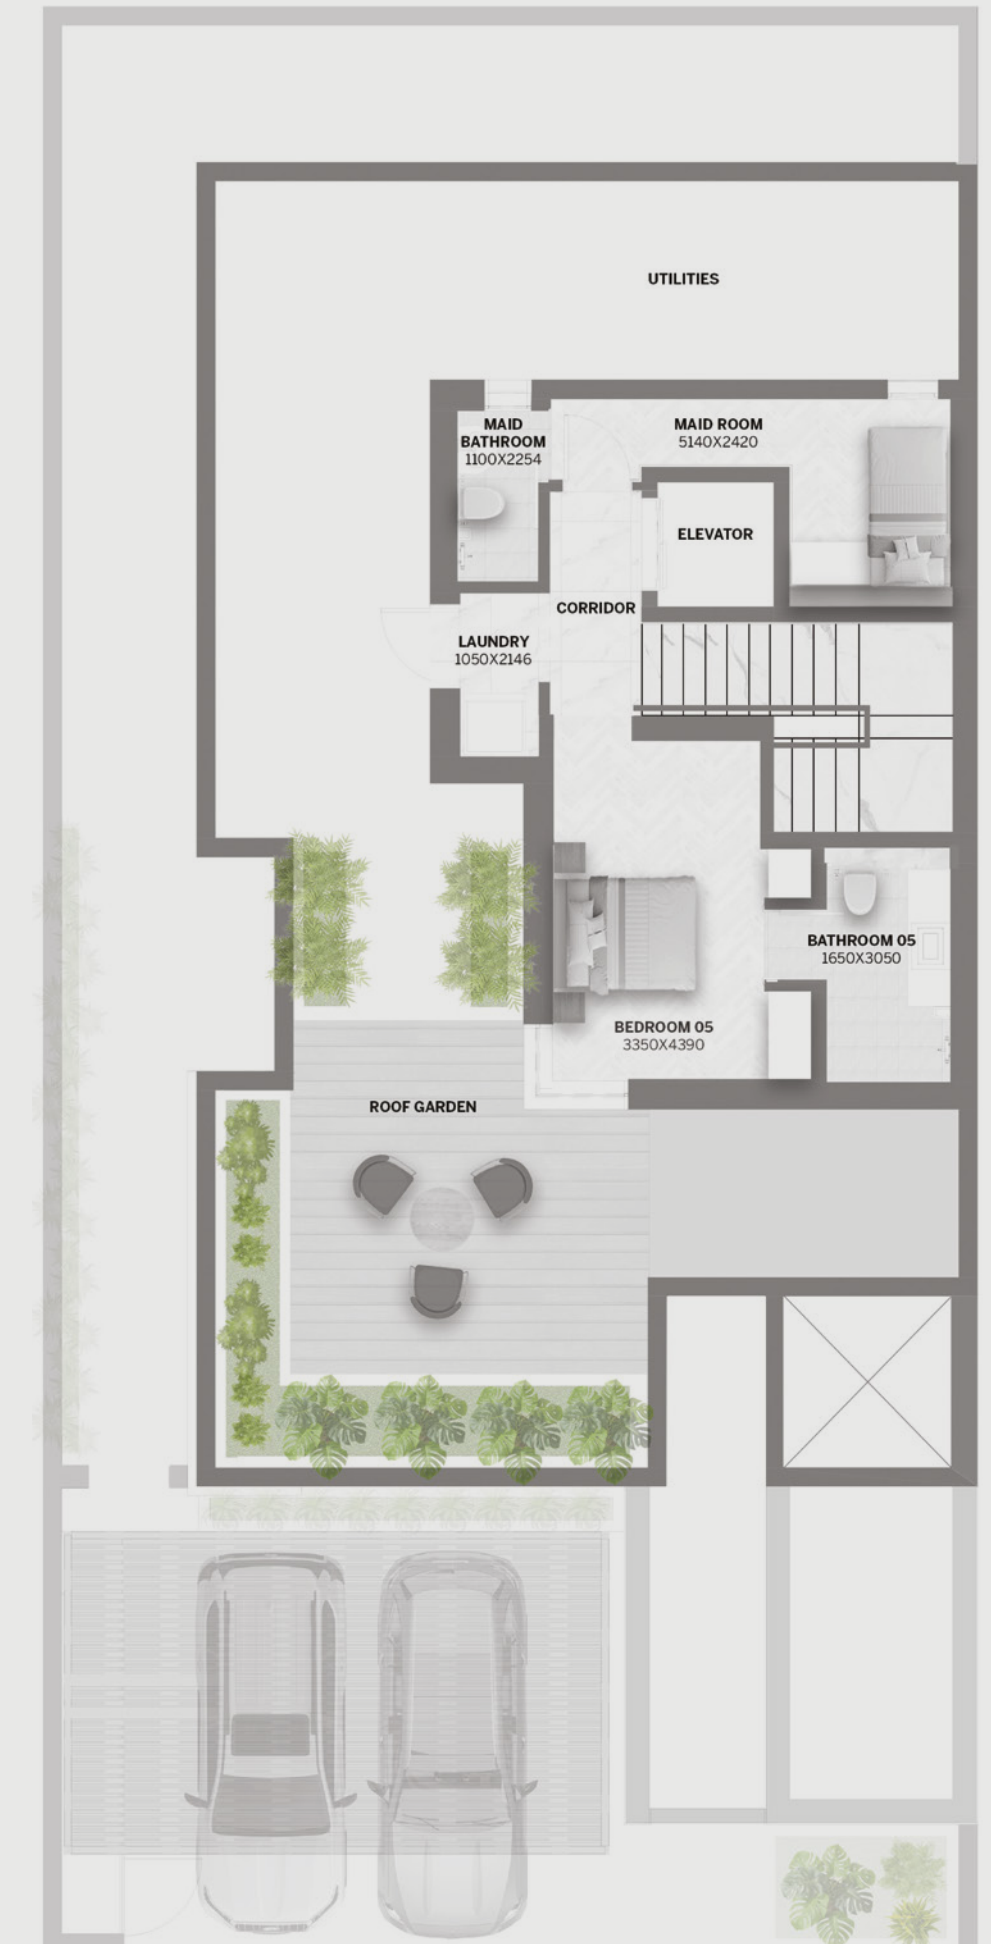 UTILITIES
MAID
BATHROOM
1100X2254
MAID ROOM
5140X2420
ELEVATOR
CORRIDOR
LAUNDRY
1050X2146
BATHROOM 05
1650X3050
BEDROOM 05
3350X4390
ROOF GARDEN